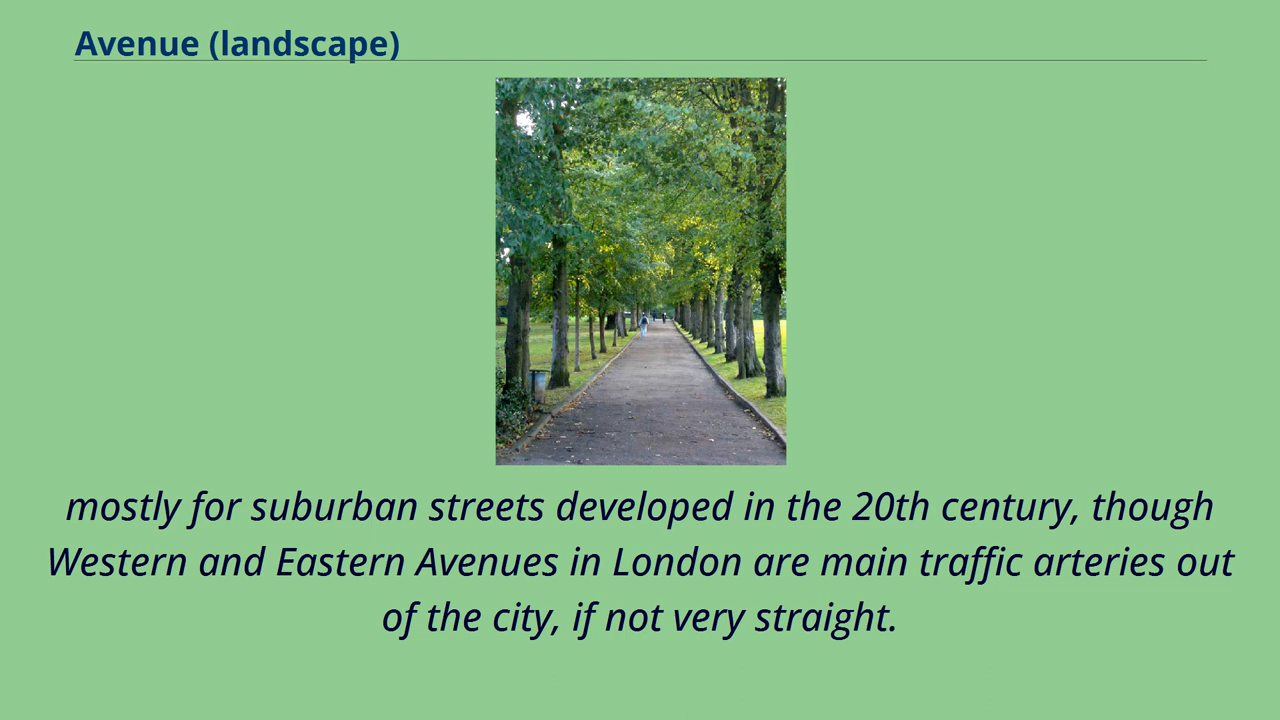 Avenue (landscape)
mostly for suburban streets developed in the 20th century, though
Western and Eastern Avenues in London are main traffic arteries out
of the city, if not very straight.